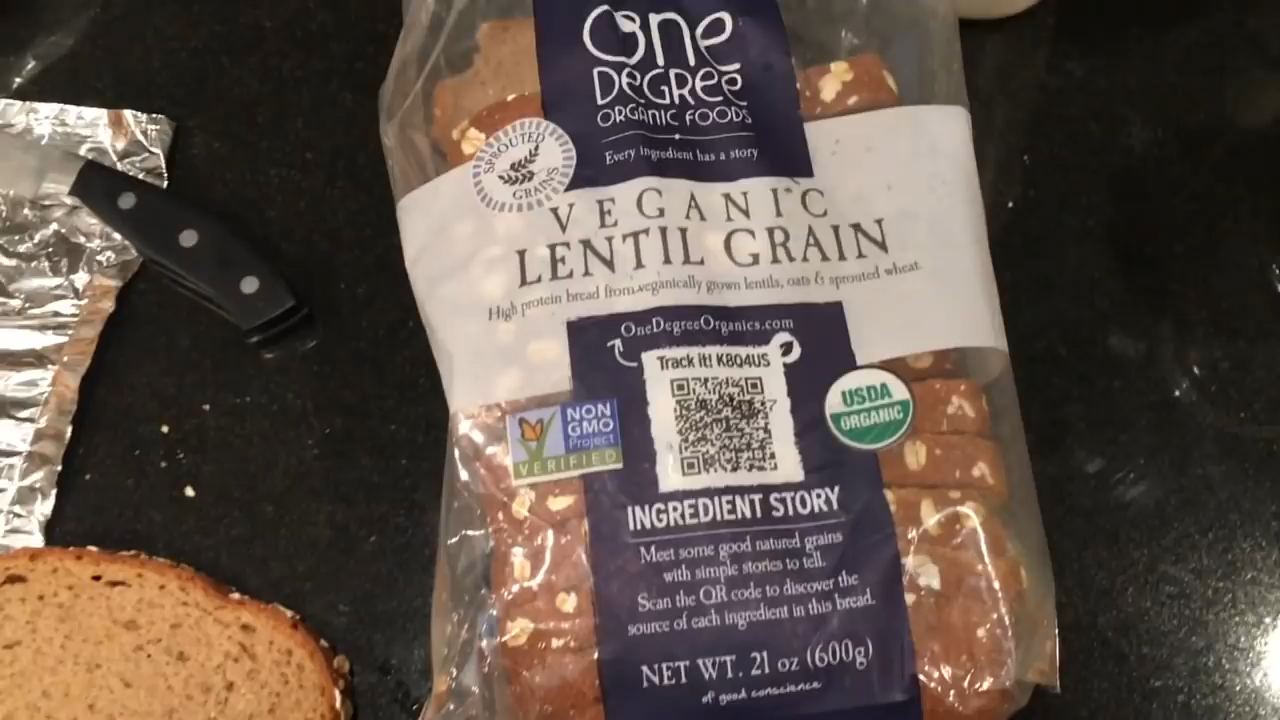 One
DEGREE
ORGANIC FOODS
Every ingredient has a story
SPROUTED
GRAINS
VEGANIC
LENTIL GRAIN
High protein bread from veganically grown lentils, oats & sprouted wheat.
OneDegreeOrganics.com
Track It! K8Q4US
NON
GMO
Project
VERIFIED
USDA
ORGANIC
INGREDIENT STORY
Meet some good natured grains
with simple stories to tell.
Scan the QR code to discover the
source of each ingredient in this bread.
NET WT. 21 oz (600g)
of good conscience